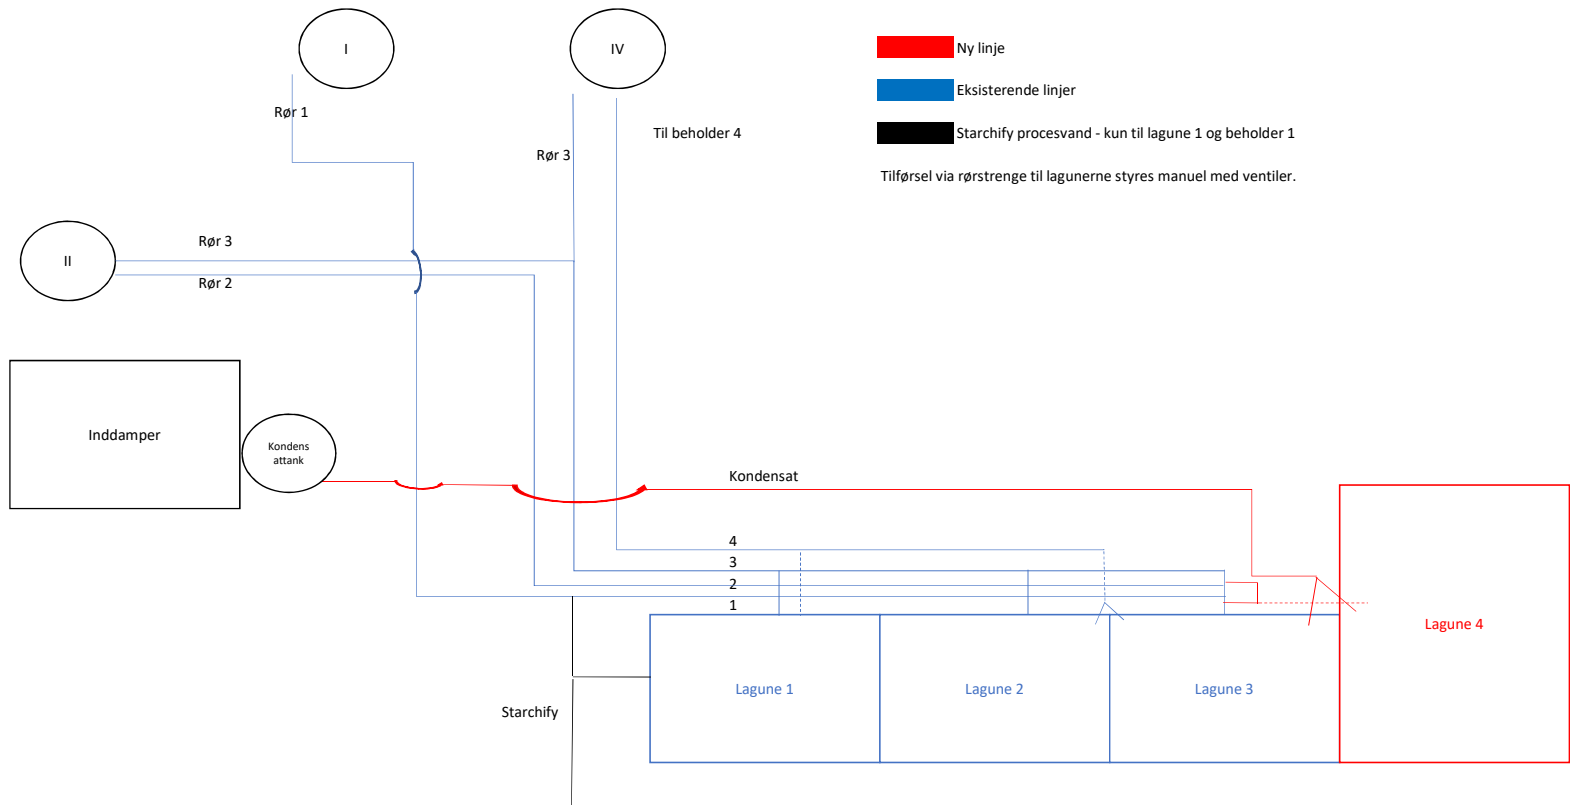 I
IV
Ny linje
Rør 1
Eksisterende linjer
Til beholder 4
Starchify procesvand - kun til lagune 1 og beholder 1
Rør 3
Tilførsel via rørstrenge til lagunerne styres manuel med ventiler.
Rør 3
II
Rør 2
Inddamper
Kondens
attank
Kondensat
4
3
2
1
Lagune 4
Lagune 1
Lagune 2
Lagune 3
Starchify